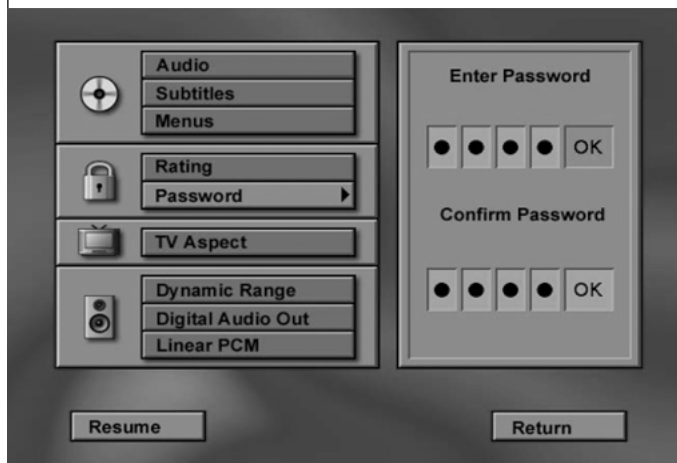 Audio
Subtitles
Menus
Rating
Password
TV Aspect
Dynamic Range
Digital Audio Out
Linear PCM
Enter Password
OK
Confirm Password
OK
Resume
Return